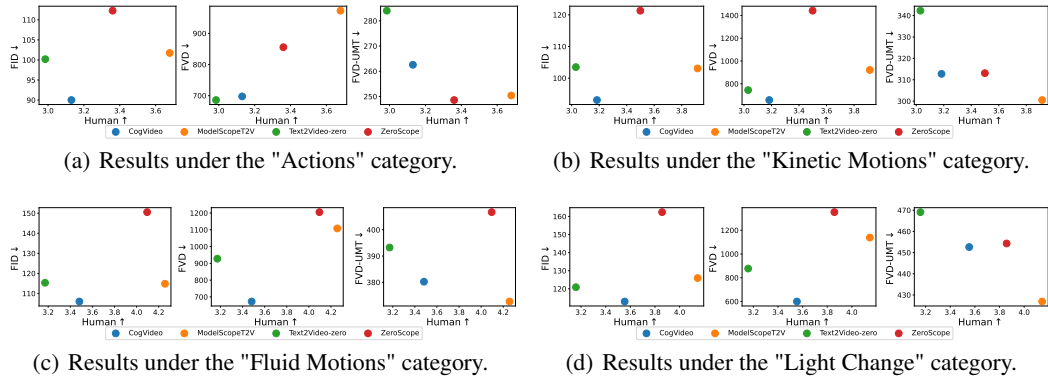 110
105
100
95
90
FID ↓
3.0 3.2 3.4 3.6
Human ↑
900
800
700
FVD ↓
3.0 3.2 3.4 3.6
Human ↑
280
270
260
250
FVD-UMT ↓
3.0 3.2 3.4 3.6
Human ↑
CogVideo ModelScopeT2V Text2Video-zero ZeroScope
(a) Results under the "Actions" category.
120
110
100
FID ↓
3.0 3.2 3.4 3.6 3.8
Human ↑
1400
1200
1000
800
FVD ↓
3.0 3.2 3.4 3.6 3.8
Human ↑
340
330
320
310
300
FVD-UMT ↓
3.0 3.2 3.4 3.6 3.8
Human ↑
CogVideo ModelScopeT2V Text2Video-zero ZeroScope
(b) Results under the "Kinetic Motions" category.
150
140
130
120
110
FID ↓
3.2 3.4 3.6 3.8 4.0 4.2
Human ↑
1200
1100
1000
900
800
700
FVD ↓
3.2 3.4 3.6 3.8 4.0 4.2
Human ↑
400
380
FVD-UMT ↓
3.2 3.4 3.6 3.8 4.0 4.2
Human ↑
CogVideo ModelScopeT2V Text2Video-zero ZeroScope
(c) Results under the "Fluid Motions" category.
160
150
140
130
120
FID ↓
3.2 3.4 3.6 3.8 4.0
Human ↑
1200
1000
800
600
FVD ↓
3.2 3.4 3.6 3.8 4.0
Human ↑
470
460
450
440
430
FVD-UMT ↓
3.2 3.4 3.6 3.8 4.0
Human ↑
CogVideo ModelScopeT2V Text2Video-zero ZeroScope
(d) Results under the "Light Change" category.